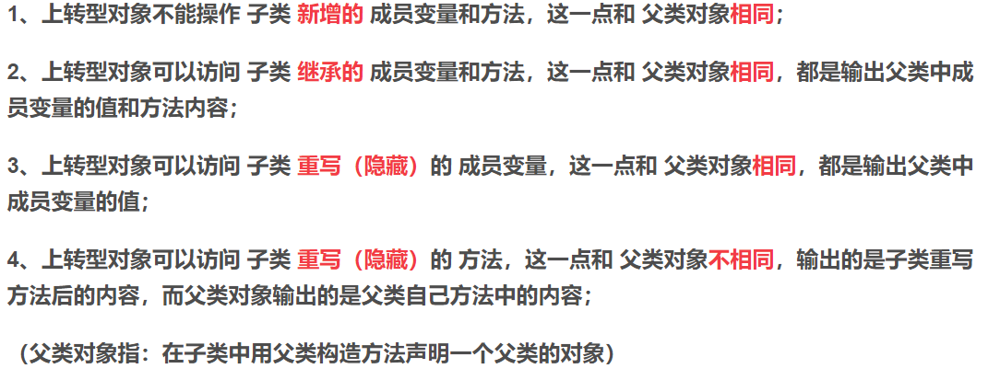 1、上转型对象不能操作 子类 新增的 成员变量和方法，这一点和 父类对象相同；
2、上转型对象可以访问 子类 继承的 成员变量和方法，这一点和 父类对象相同，都是输出父类中成
员变量的值和方法内容；
3、上转型对象可以访问 子类 重写（隐藏）的 成员变量，这一点和 父类对象相同，都是输出父类中
成员变量的值；
4、上转型对象可以访问 子类 重写（隐藏）的 方法，这一点和 父类对象不相同，输出的是子类重写
方法后的内容，而父类对象输出的是父类自己方法中的内容；
（父类对象指：在子类中用父类构造方法声明一个父类的对象）